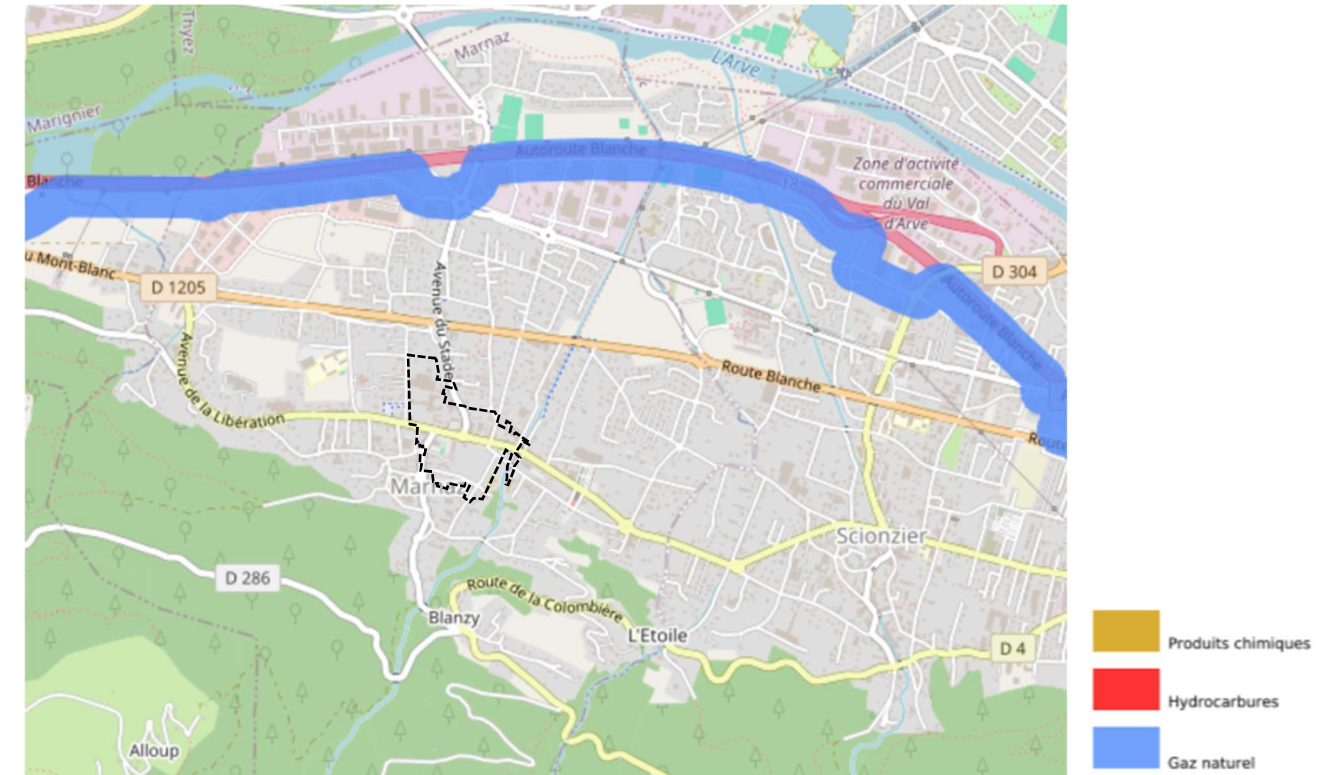 Thyez
Marnaz
L'Arve
Marignier
Autoroute Blanche
Blanche
Zone d'activité
commerciale
du Val
d'Arve
18
u Mont-Blanc
D 1205
D 304
Autoroute Blanche
Avenue du Stade
Avenue de la Libération
Route Blanche
Route
Marnaz
Scionzier
D 286
Route de la Colombière
Blanzy
L'Etoile
D 4
Alloup
Produits chimiques
Hydrocarbures
Gaz naturel